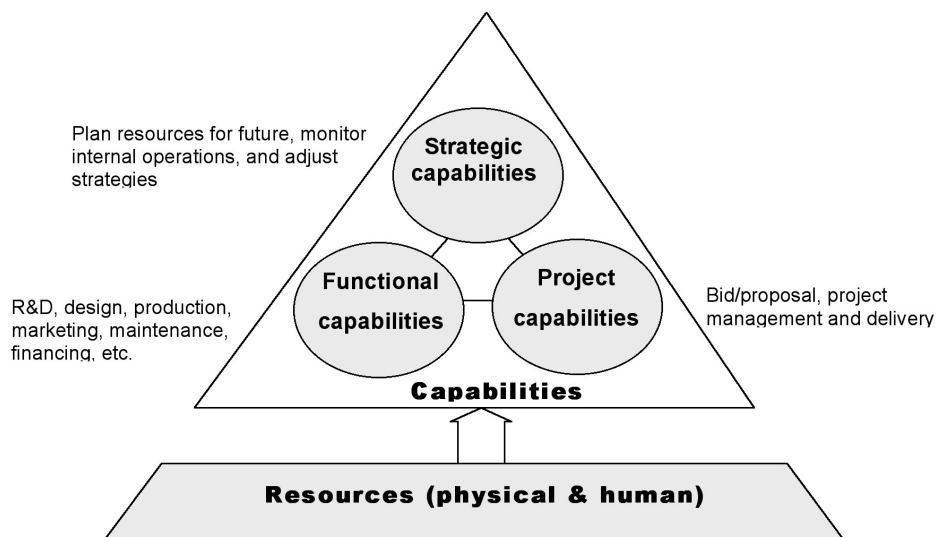 Plan resources for future, monitor
internal operations, and adjust
strategies
Strategic
capabilities
R&D, design, production,
marketing, maintenance,
financing, etc.
Functional
capabilities
Project
capabilities
Bid/proposal, project
management and delivery
Capabilities
Resources (physical & human)